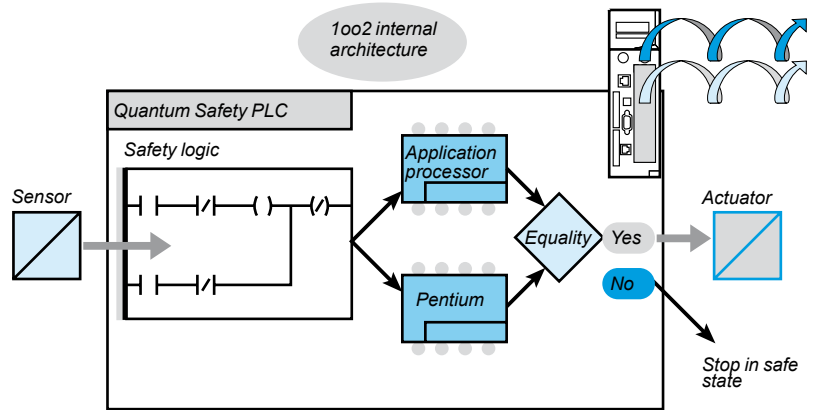 1oo2 internal
architecture
Quantum Safety PLC
Safety logic
Application
processor
Sensor
Actuator
Equality
Yes
No
Pentium
Stop in safe
state